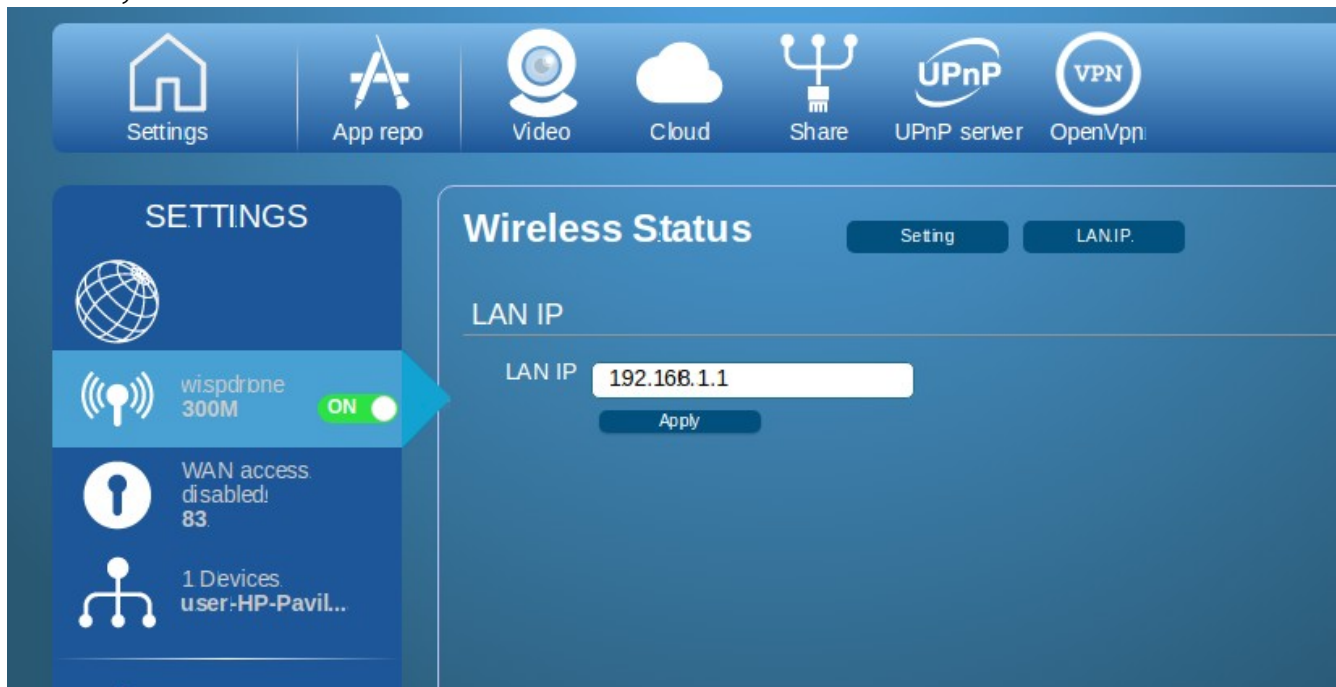 Settings
App repo
Video
Cloud
Share
UPnP
UPnP server
VPN
OpenVpn
SETTINGS
wispdrone
300M
ON
WAN access
disabled!
83
1 Devices
user-HP-Pavil...
Wireless Status
Setting
LAN IP
LAN IP
LAN IP
192.168.1.1
Apply